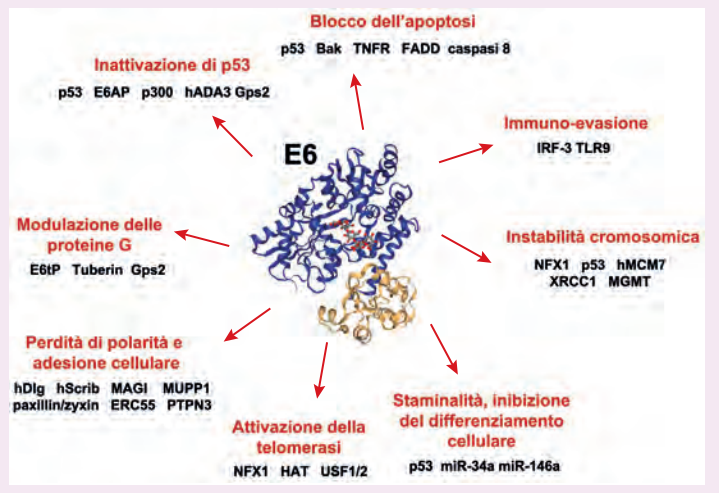 Blocco dell'apoptosi
p53 Bak TNFR FADD caspasi 8
Inattivazione di p53
p53 E6AP p300 hADA3 Gps2
Immuno-evasione
IRF-3 TLR9
E6
Modulazione delle
proteine G
E6tP Tuberin Gps2
Instabilità cromosomica
NFX1 p53 hMCM7
XRCC1 MGMT
Perdità di polarità e
adesione cellulare
hDlg hScrib MAGI MUPP1
paxillin/zyxin ERC55 PTPN3
Attivazione della
telomerasi
NFX1 HAT USF1/2
Staminalità, inibizione
del differenziamento
cellulare
p53 miR-34a miR-146a